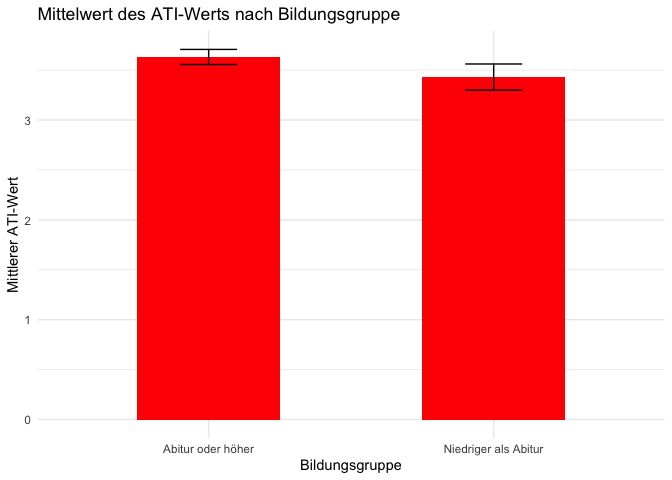 Mittelwert des ATI-Werts nach Bildungsgruppe
Mittlerer ATI-Wert
3
2
1
0
Abitur oder höher
Niedriger als Abitur
Bildungsgruppe